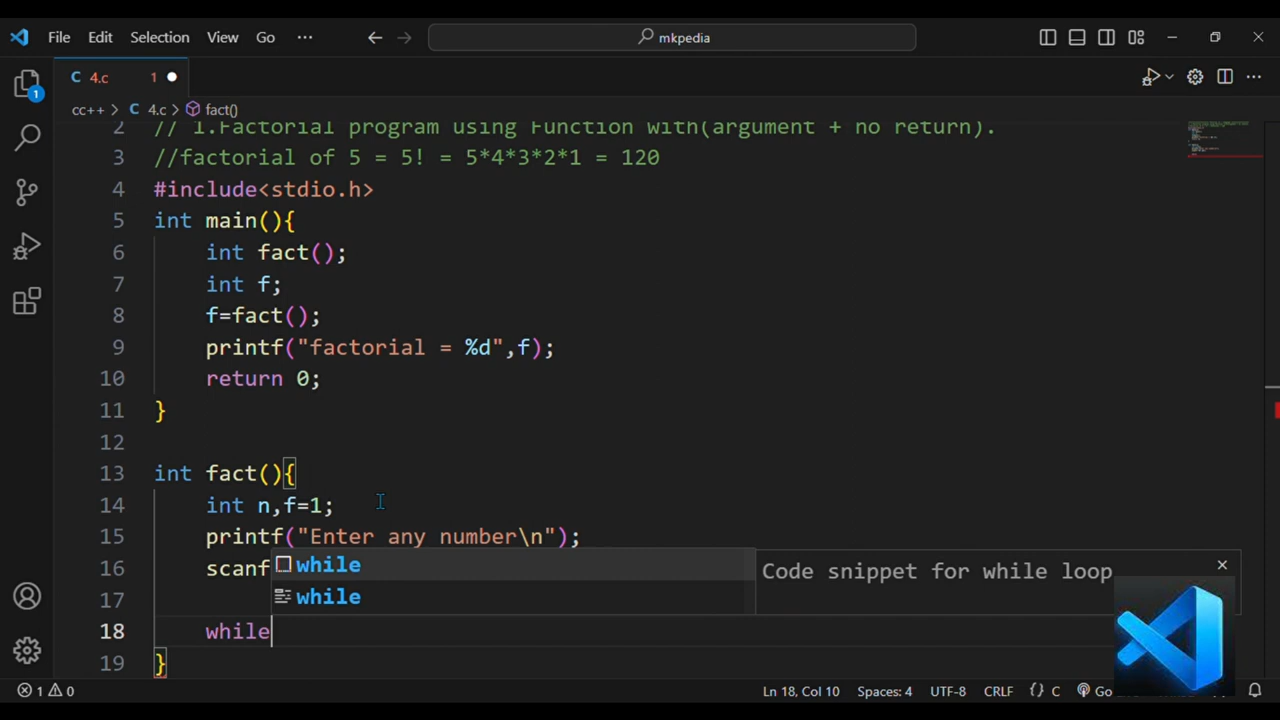 File Edit Selection View Go ··· mkpedia
C 4.c 1
cc++ > C 4.c > fact()
2 // 1.Factorial program using Function with(argument + no return).
3 //factorial of 5 = 5! = 5*4*3*2*1 = 120
4 #include<stdio.h>
5 int main(){
6 int fact();
7 int f;
8 f=fact();
9 printf("factorial = %d",f);
10 return 0;
11 }
12
13 int fact(){
14 int n,f=1;
15 printf("Enter any number\n");
16 scanf
while
Code snippet for while loop
while
17
18 while
19 }
1 0 Ln 18, Col 10 Spaces: 4 UTF-8 CRLF {} C Go
1